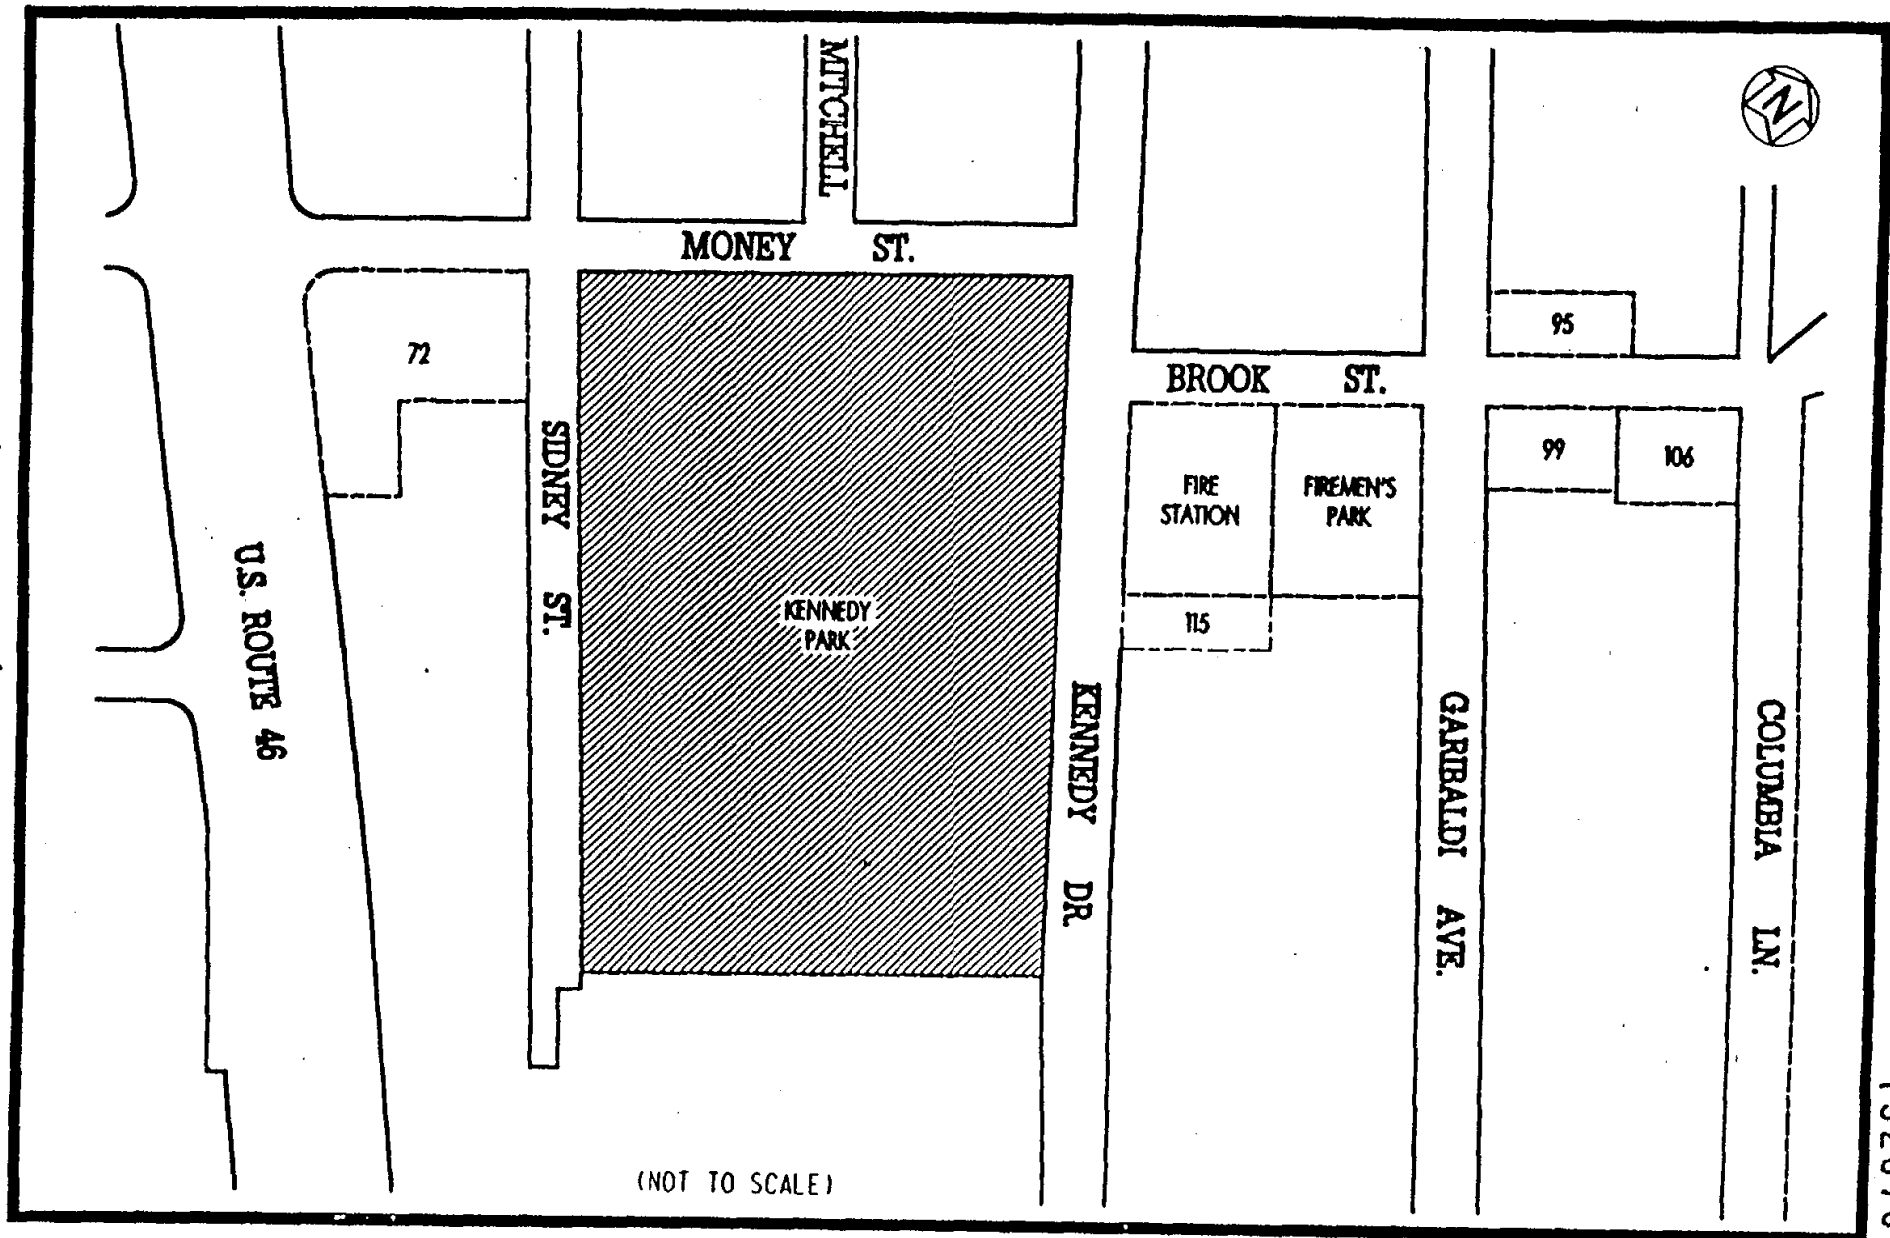 MITCHELL
N
MONEY ST.
95
72
BROOK ST.
SIDNEY ST.
99
106
FIRE
STATION
FIREMEN'S
PARK
U.S. ROUTE 46
KENNEDY
PARK
115
KENNEDY DR.
GARIBALDI AVE.
COLUMBIA LN.
(NOT TO SCALE)